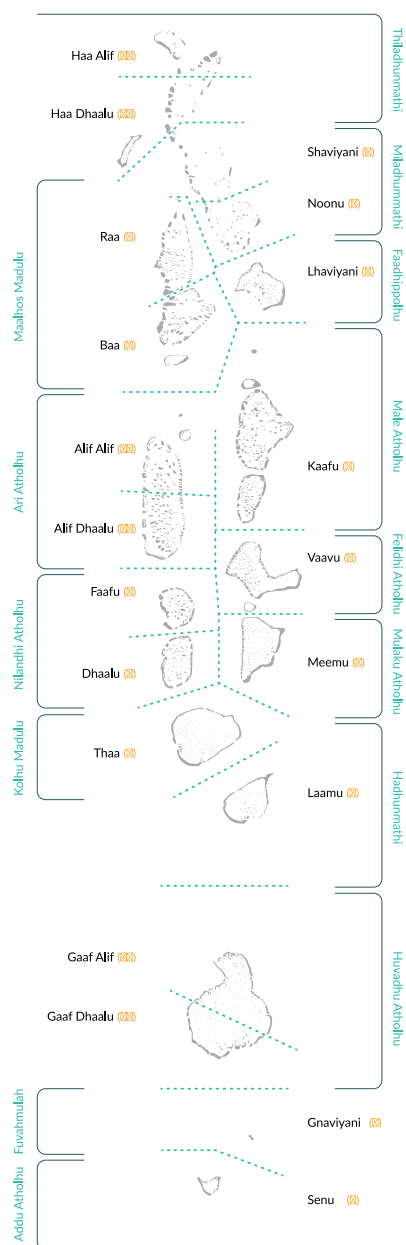 Thiladhunmathi
Haa Alif
Haa Dhaalu
Miladhummathi
Shaviyani
Noonu
Maalhos Madulu
Raa
Baa
Faadhippolhu
Lhaviyani
Male Atholhu
Kaafu
Ari Atholhu
Alif Alif
Alif Dhaalu
Felidhi Atholhu
Vaavu
Nilandhi Atholhu
Faafu
Dhaalu
Mulaku Atholhu
Meemu
Kolhu Madulu
Thaa
Hadhunmathi
Laamu
Huvadhu Atholhu
Gaaf Alif
Gaaf Dhaalu
Fuvahmulah
Gnaviyani
Addu Atholhu
Senu